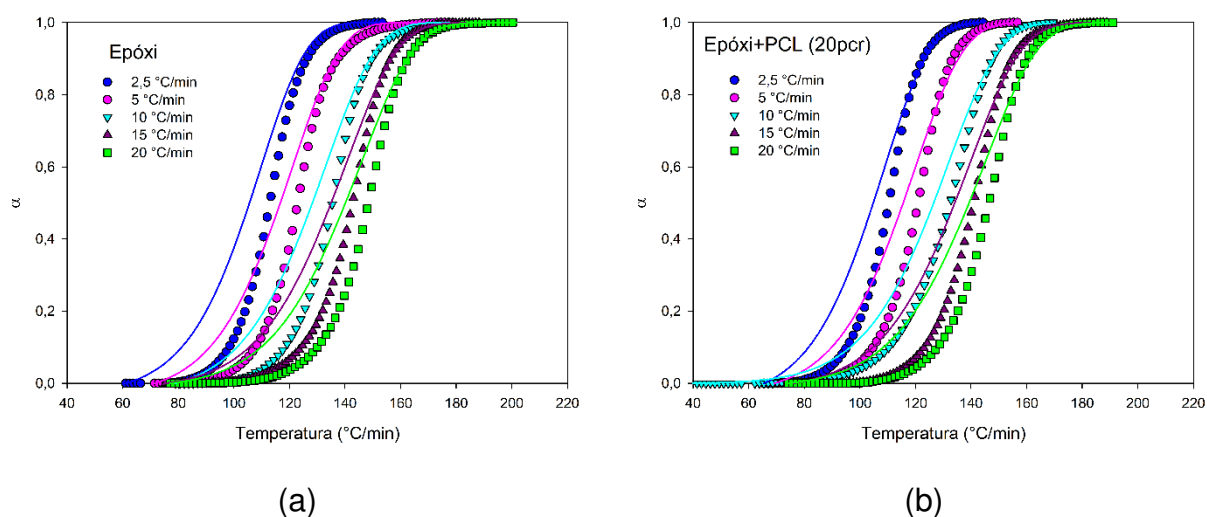 1,0
0,8
0,6
0,4
0,2
0,0
α
Epóxi
2,5 °C/min
5 °C/min
10 °C/min
15 °C/min
20 °C/min
40 60 80 100 120 140 160 180 200 220
Temperatura (°C/min)
(a)
1,0
0,8
0,6
0,4
0,2
0,0
α
Epóxi+PCL (20pcr)
2,5 °C/min
5 °C/min
10 °C/min
15 °C/min
20 °C/min
40 60 80 100 120 140 160 180 200 220
Temperatura (°C/min)
(b)